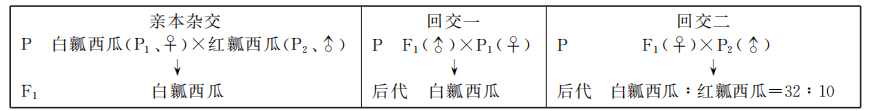 亲本杂交
P 白瓤西瓜(P₁、♀)×红瓤西瓜(P₂、♂)
↓
F₁ 白瓤西瓜
回交一
P F₁(♂)×P₁(♀)
↓
后代 白瓤西瓜
回交二
P F₁(♀)×P₂(♂)
↓
后代 白瓤西瓜∶红瓤西瓜=32∶10